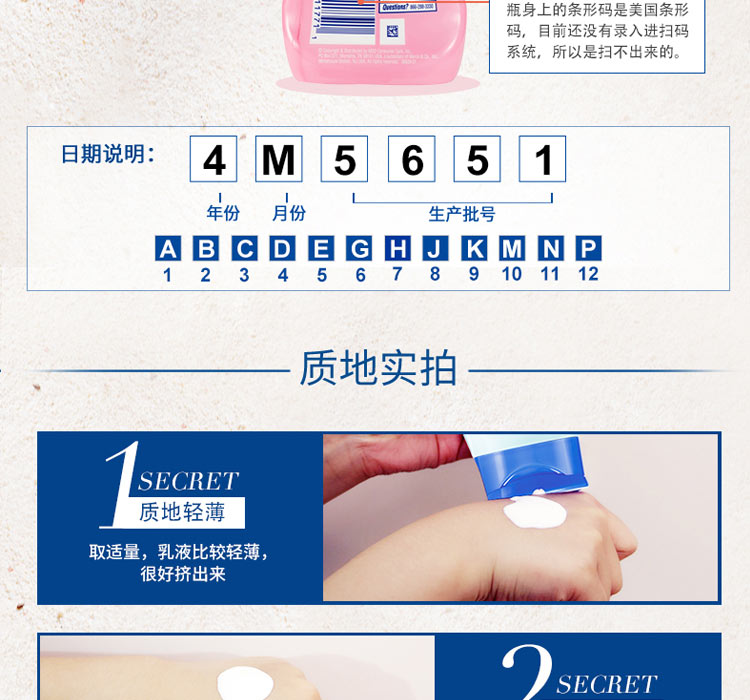 Questions? 866-288-3330
瓶身上的条形码是美国条形
码，目前还没有录入进扫码
系统，所以是扫不出来的。
日期说明：
4 M 5 6 5 1
年份 月份 生产批号
A B C D E G H J K M N P
1 2 3 4 5 6 7 8 9 10 11 12
质地实拍
1 SECRET
质地轻薄
取适量，乳液比较轻薄，
很好挤出来
2 SECRET